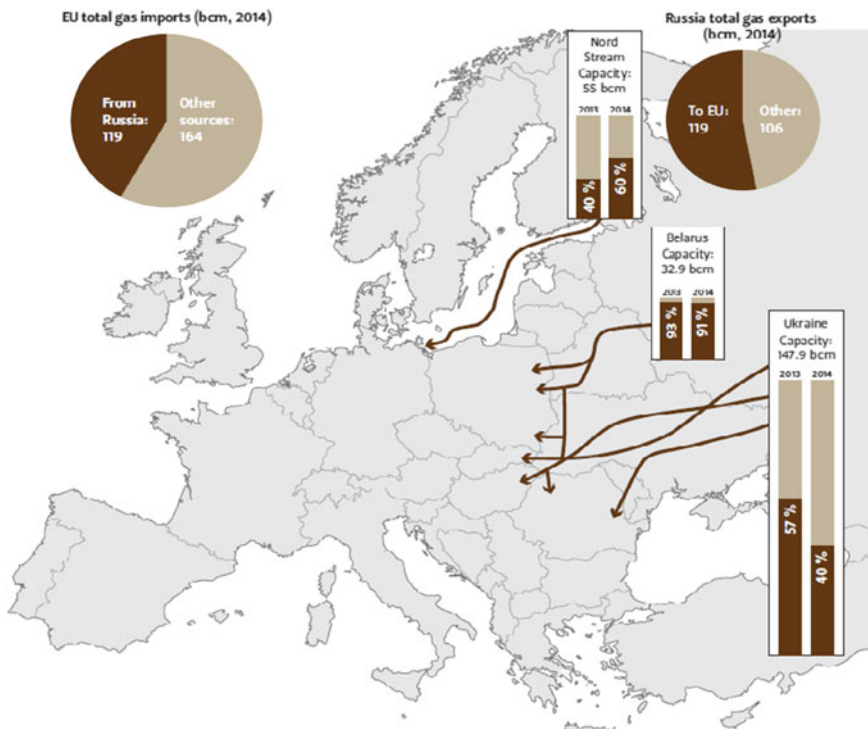 EU total gas imports (bcm, 2014)
From
Russia:
119
Other
sources:
164
Nord
Stream
Capacity:
55 bcm
2013 2014
40 %
60 %
Russia total gas exports
(bcm, 2014)
To EU:
119
Other:
106
Belarus
Capacity:
32.9 bcm
2013 2014
93 %
91 %
Ukraine
Capacity:
147.9 bcm
2013 2014
57 %
40 %